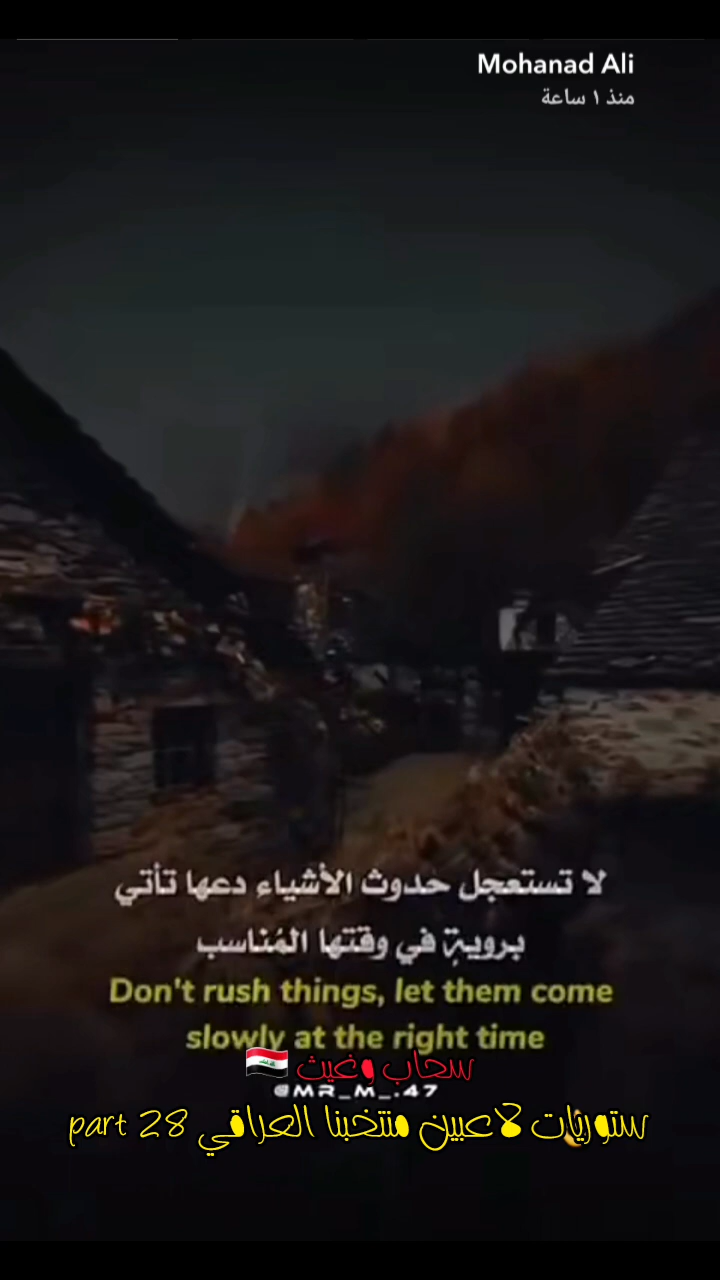 Mohanad Ali
منذ ١ ساعة
لا تستعجل حدوث الأشياء دعها تأتي
برويةٍ في وقتها المُناسب
Don't rush things, let them come
slowly at the right time
سحاب وغيث 🇮🇶
@MR_M_.47
ستوريات لاعبين منتخبنا العراقي part 28